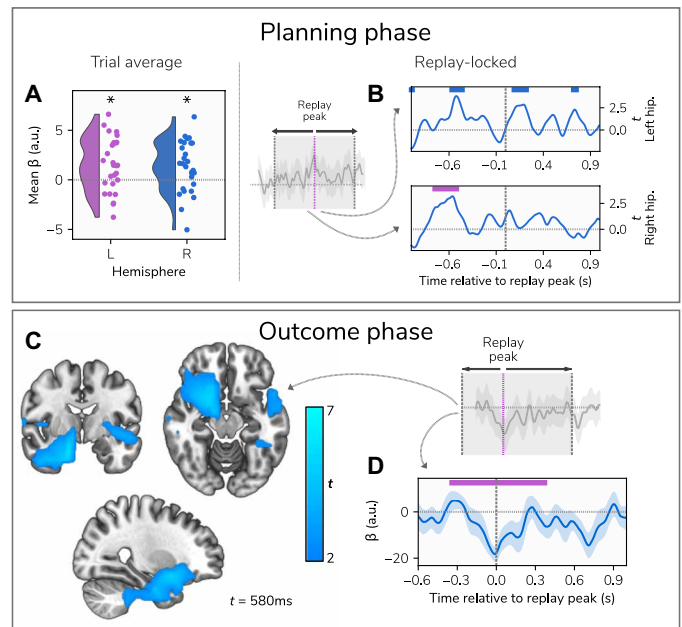 Planning phase
Trial average
Replay-locked
A
*
*
Mean β (a.u.)
5
0
−5
L
R
Hemisphere
Replay
peak
B
2.5
0.0
t
Left hip.
−0.6
−0.1
0.4
0.9
2.5
0.0
t
Right hip.
−0.6
−0.1
0.4
0.9
Time relative to replay peak (s)
Outcome phase
C
7
t
2
t = 580ms
Replay
peak
D
β (a.u.)
0
−20
−0.6
−0.3
0.0
0.3
0.6
0.9
Time relative to replay peak (s)